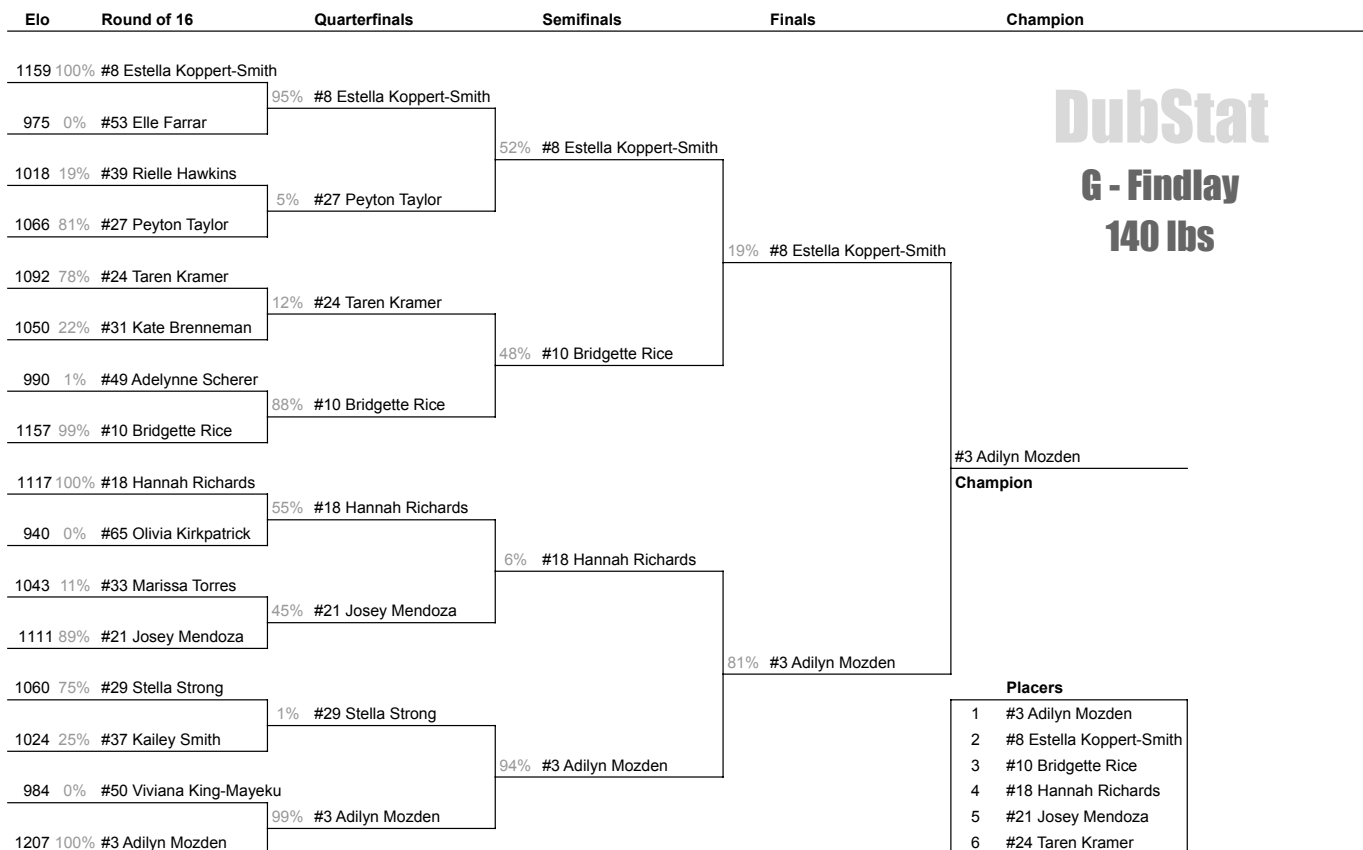 Elo Round of 16 Quarterfinals Semifinals Finals Champion
1159 100% #8 Estella Koppert-Smith
95% #8 Estella Koppert-Smith
975 0% #53 Elle Farrar
52% #8 Estella Koppert-Smith
1018 19% #39 Rielle Hawkins
5% #27 Peyton Taylor
1066 81% #27 Peyton Taylor
19% #8 Estella Koppert-Smith
1092 78% #24 Taren Kramer
12% #24 Taren Kramer
1050 22% #31 Kate Brenneman
48% #10 Bridgette Rice
990 1% #49 Adelynne Scherer
88% #10 Bridgette Rice
1157 99% #10 Bridgette Rice
#3 Adilyn Mozden
Champion
1117 100% #18 Hannah Richards
55% #18 Hannah Richards
940 0% #65 Olivia Kirkpatrick
6% #18 Hannah Richards
1043 11% #33 Marissa Torres
45% #21 Josey Mendoza
1111 89% #21 Josey Mendoza
81% #3 Adilyn Mozden
1060 75% #29 Stella Strong
1% #29 Stella Strong
1024 25% #37 Kailey Smith
94% #3 Adilyn Mozden
984 0% #50 Viviana King-Mayeku
99% #3 Adilyn Mozden
1207 100% #3 Adilyn Mozden
DubStat
G - Findlay
140 lbs
Placers
1 #3 Adilyn Mozden
2 #8 Estella Koppert-Smith
3 #10 Bridgette Rice
4 #18 Hannah Richards
5 #21 Josey Mendoza
6 #24 Taren Kramer